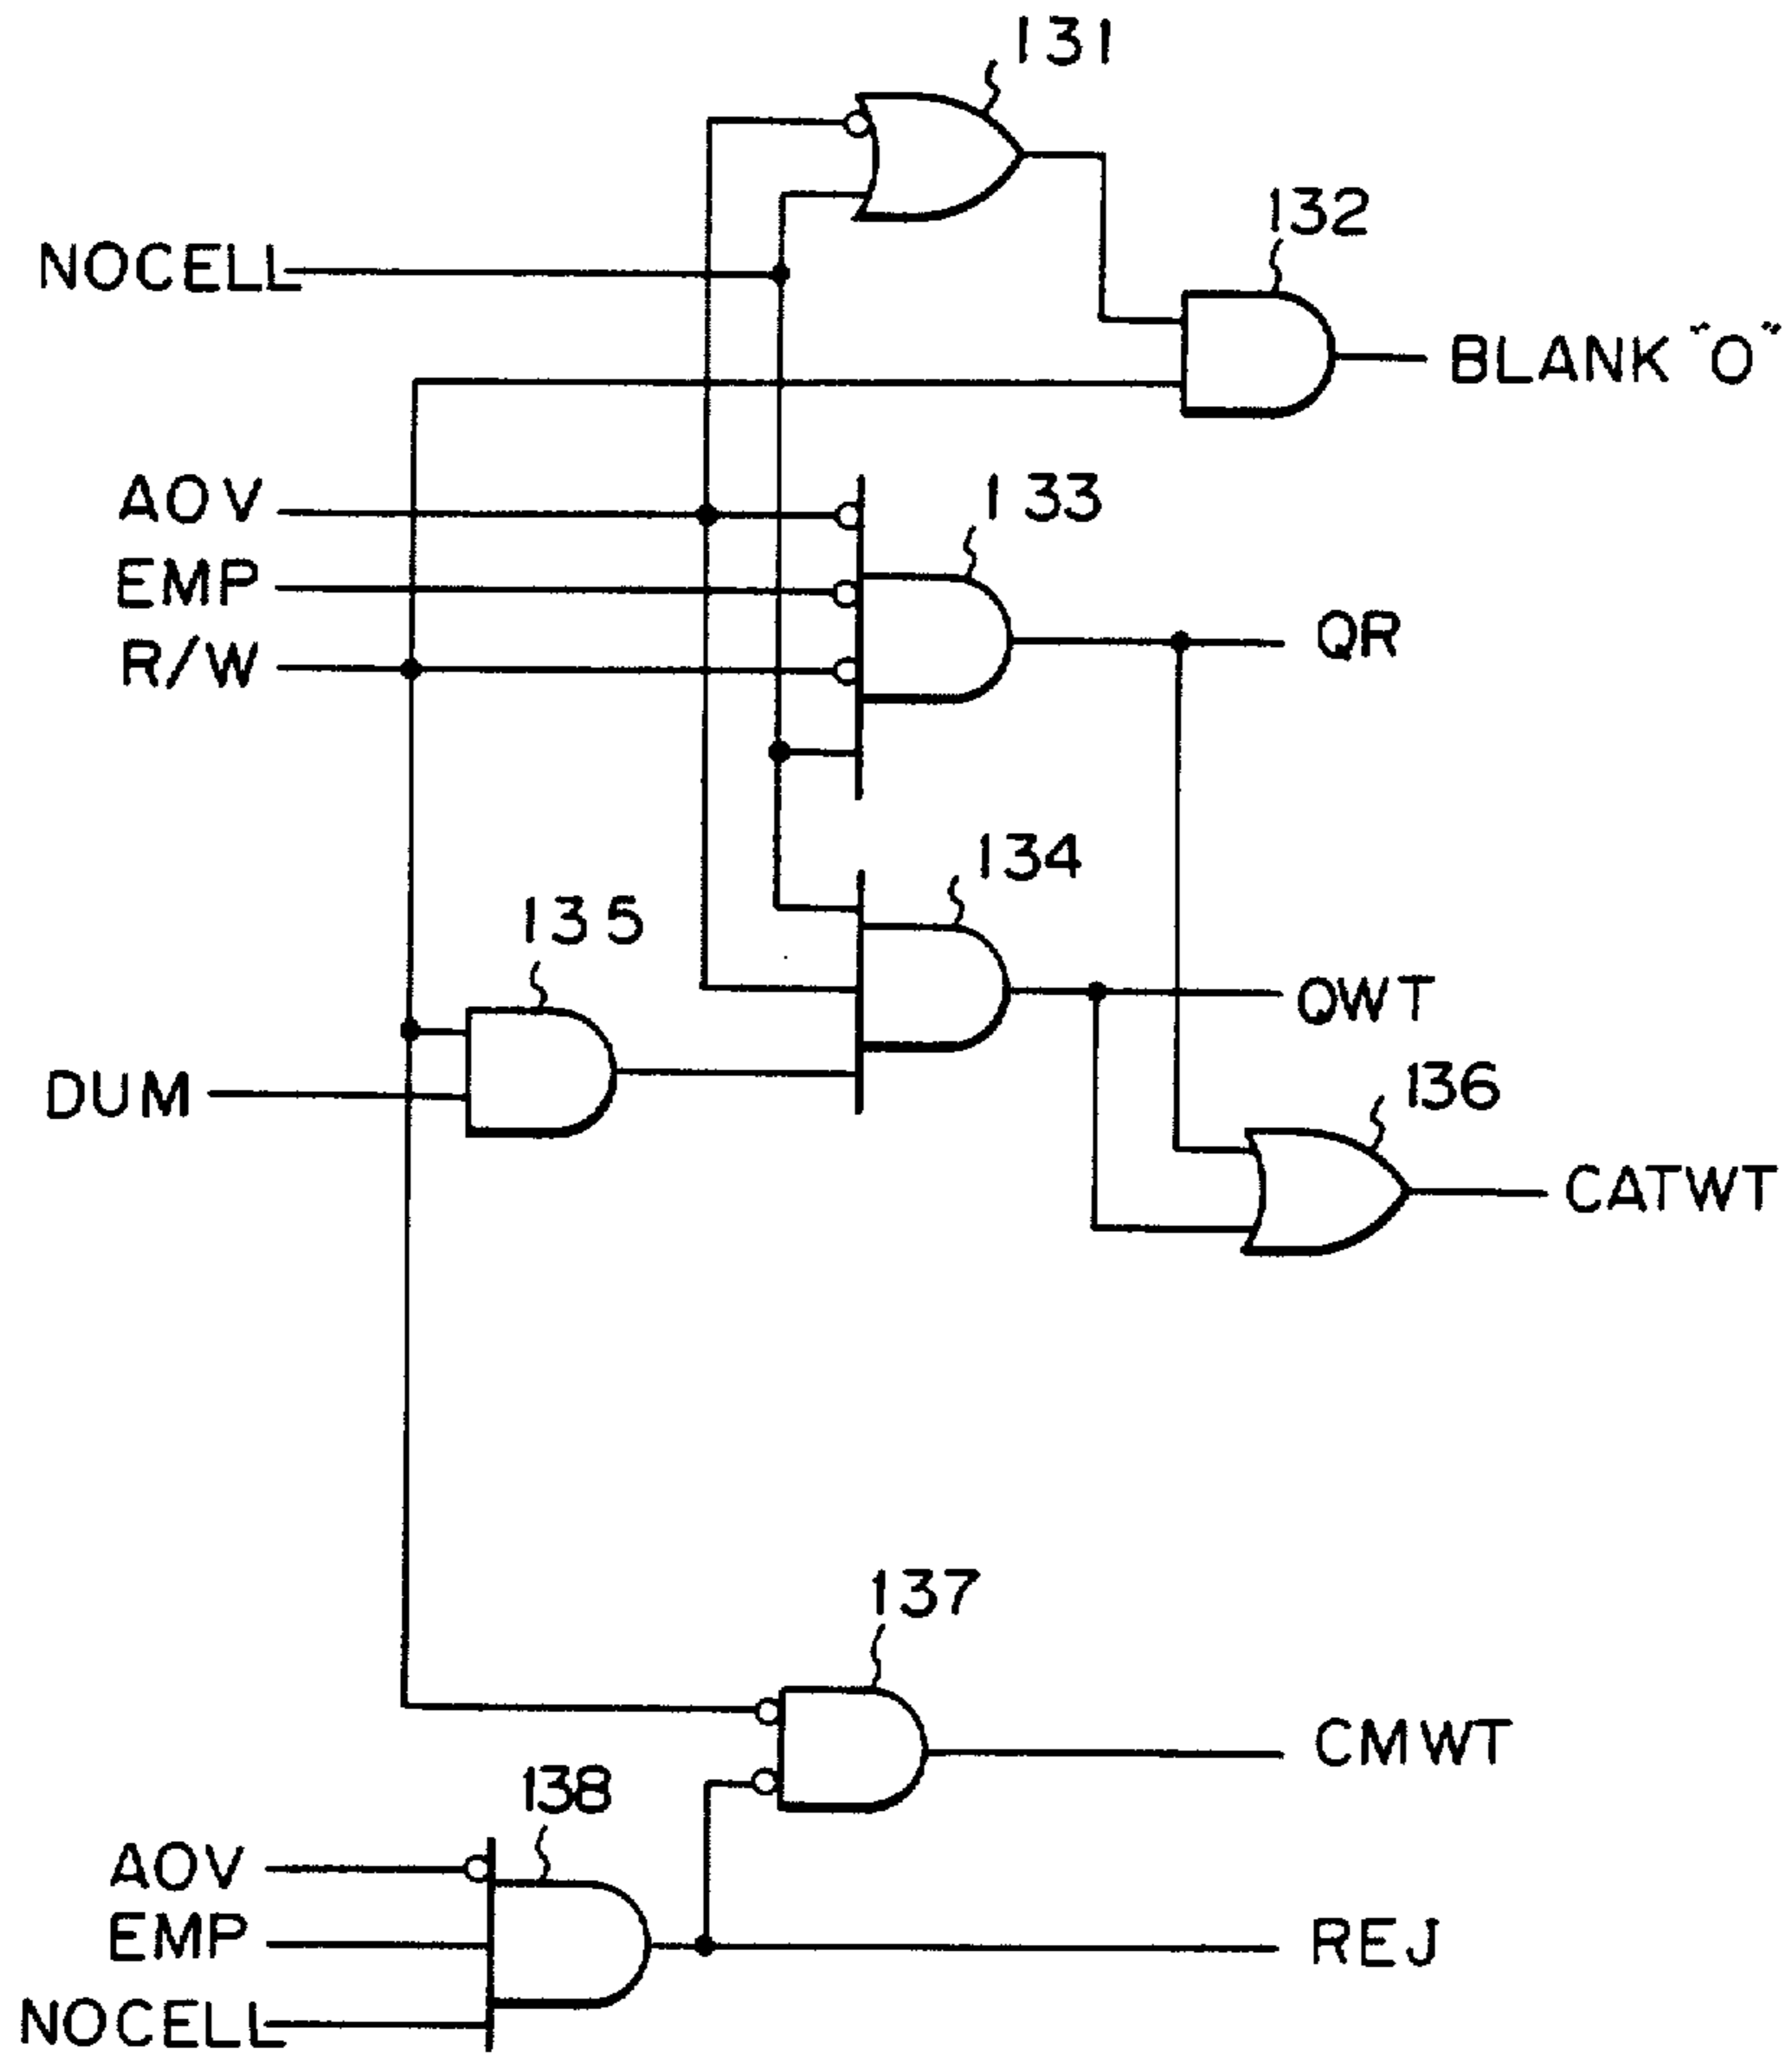 131
132
NOCELL
BLANK "0"
AOV
133
EMP
QR
R/W
134
135
QWT
DUM
136
CATWT
137
CMWT
138
AOV
EMP
REJ
NOCELL